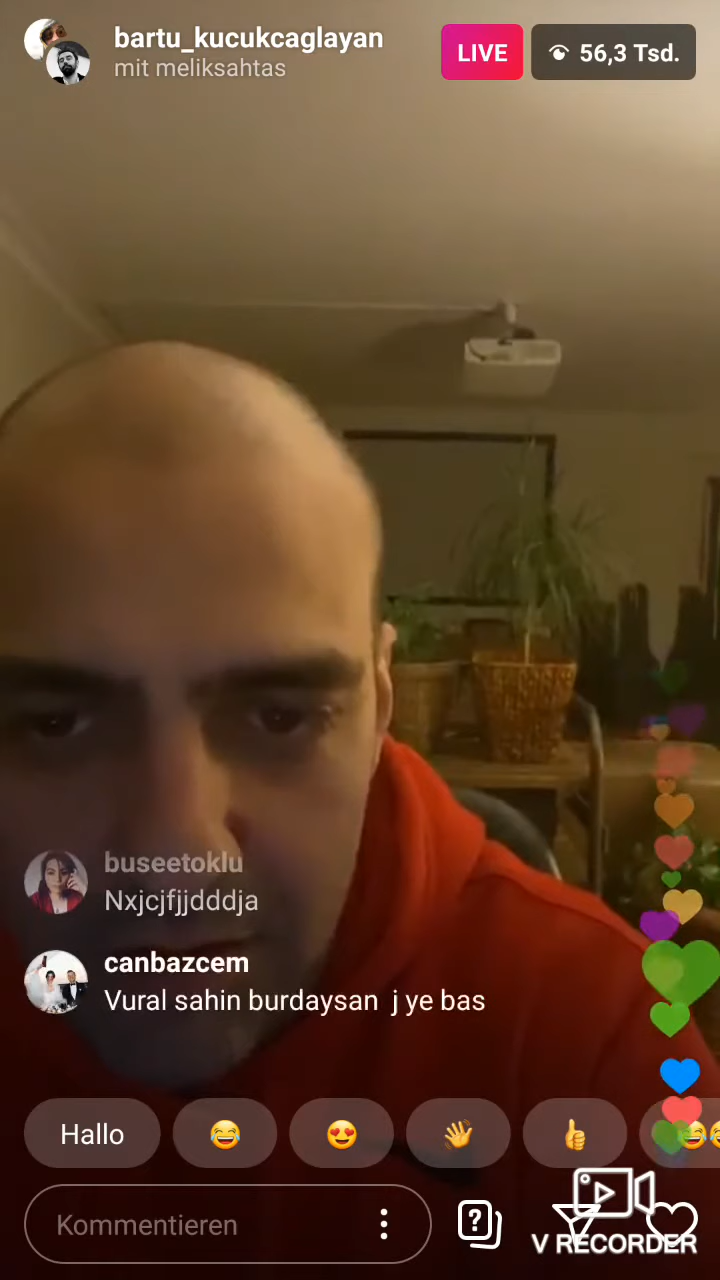 bartu_kucukcaglayan
mit meliksahtas
LIVE
56,3 Tsd.
buseetoklu
Nxjcjfjjdddja
canbazcem
Vural sahin burdaysan j ye bas
Hallo
Kommentieren
V RECORDER